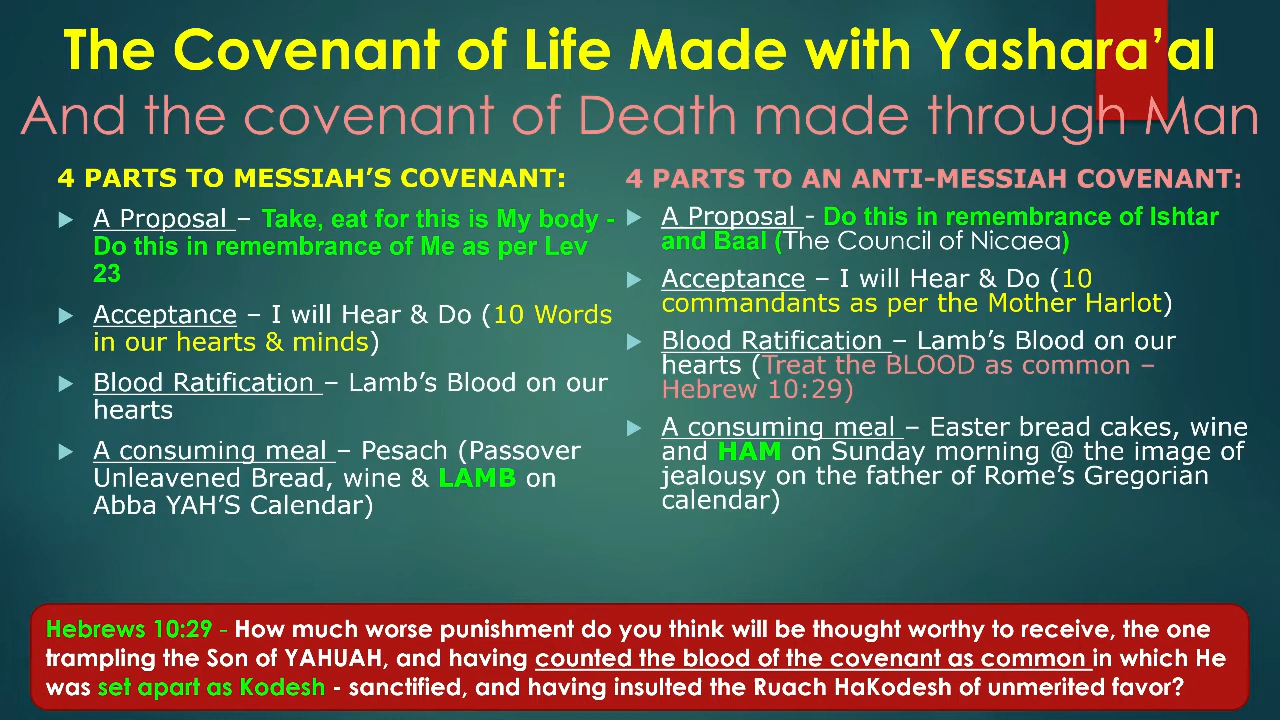 The Covenant of Life Made with Yashara’al
And the covenant of Death made through Man
4 PARTS TO MESSIAH’S COVENANT:
A Proposal – Take, eat for this is My body -
Do this in remembrance of Me as per Lev
23
Acceptance – I will Hear & Do (10 Words
in our hearts & minds)
Blood Ratification – Lamb’s Blood on our
hearts
A consuming meal – Pesach (Passover
Unleavened Bread, wine & LAMB on
Abba YAH’S Calendar)
4 PARTS TO AN ANTI-MESSIAH COVENANT:
A Proposal - Do this in remembrance of Ishtar
and Baal (The Council of Nicaea)
Acceptance – I will Hear & Do (10
commandants as per the Mother Harlot)
Blood Ratification – Lamb’s Blood on our
hearts (Treat the BLOOD as common –
Hebrew 10:29)
A consuming meal – Easter bread cakes, wine
and HAM on Sunday morning @ the image of
jealousy on the father of Rome’s Gregorian
calendar)
Hebrews 10:29 - How much worse punishment do you think will be thought worthy to receive, the one
trampling the Son of YAHUAH, and having counted the blood of the covenant as common in which He
was set apart as Kodesh - sanctified, and having insulted the Ruach HaKodesh of unmerited favor?